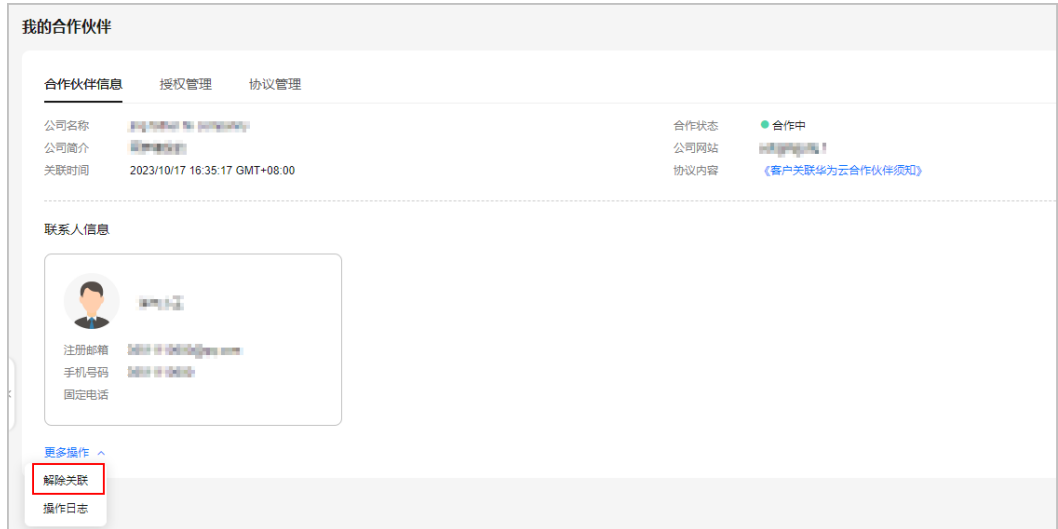 我的合作伙伴
合作伙伴信息 授权管理 协议管理
公司名称 合作状态 合作中
公司简介 公司网站
关联时间 2023/10/17 16:35:17 GMT+08:00 协议内容 《客户关联华为云合作伙伴须知》
联系人信息
注册邮箱
手机号码
固定电话
更多操作
解除关联
操作日志